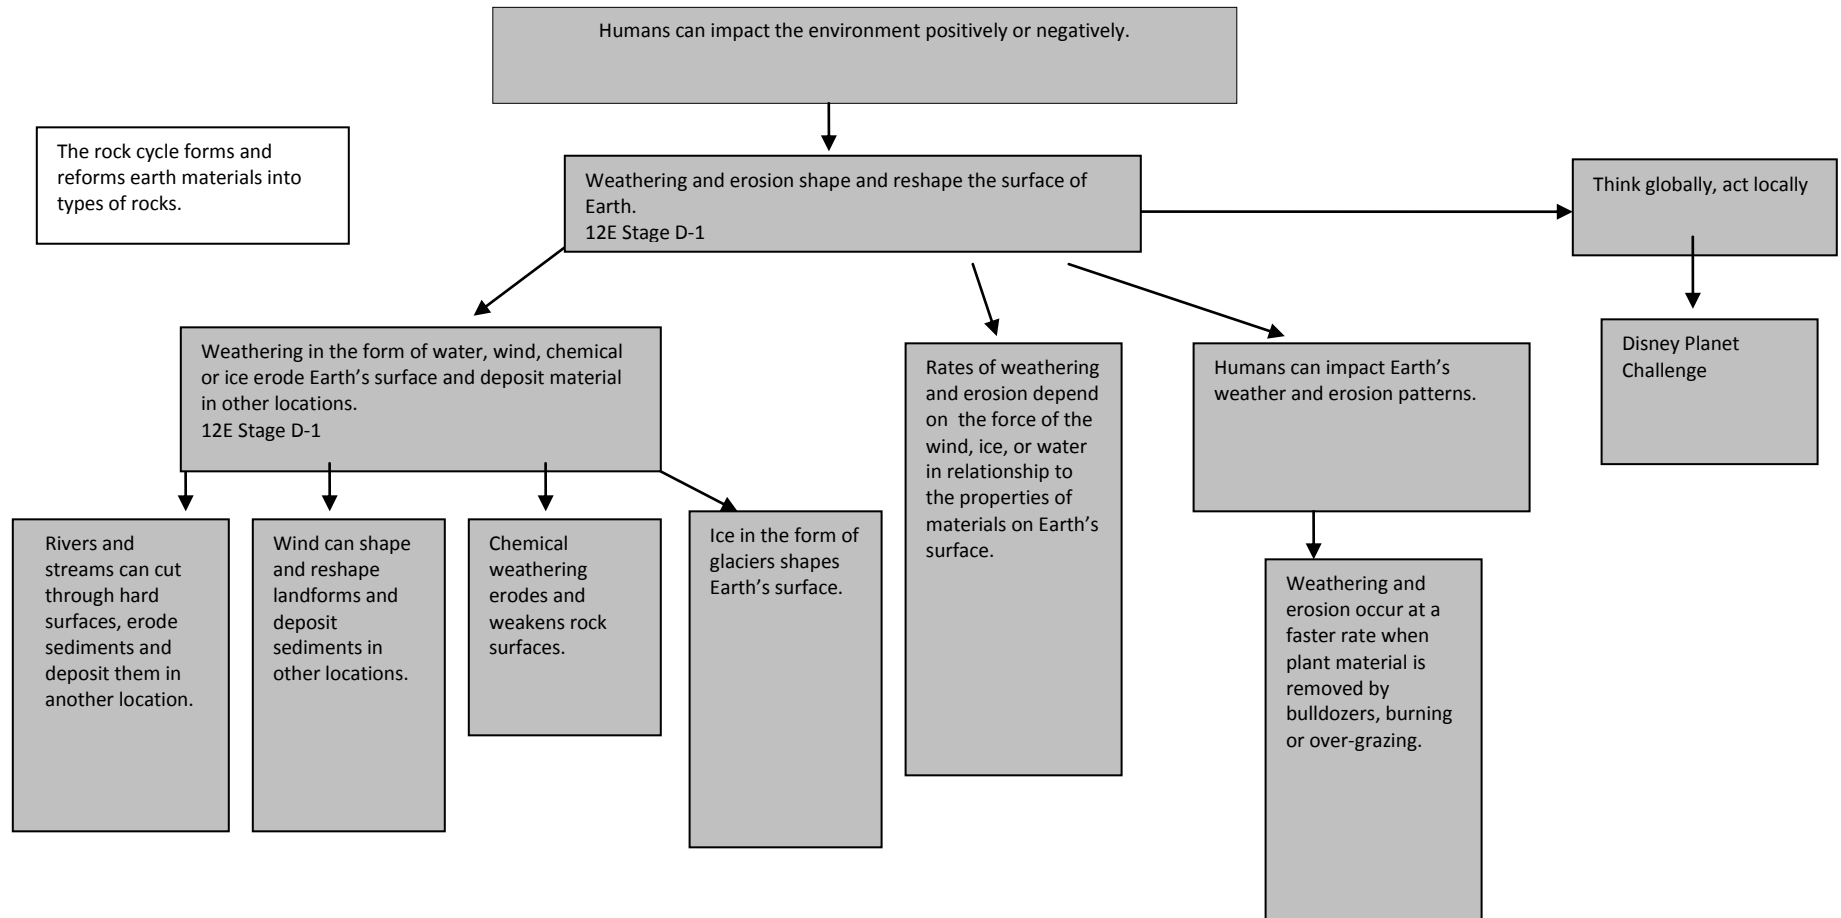 Humans can impact the environment positively or negatively.
The rock cycle forms and
reforms earth materials into
types of rocks.
Weathering and erosion shape and reshape the surface of
Earth.
12E Stage D-1
Think globally, act locally
Weathering in the form of water, wind, chemical
or ice erode Earth’s surface and deposit material
in other locations.
12E Stage D-1
Rates of weathering
and erosion depend
on  the force of the
wind, ice, or water
in relationship to
the properties of
materials on Earth’s
surface.
Humans can impact Earth’s
weather and erosion patterns.
Disney Planet
Challenge
Rivers and
streams can cut
through hard
surfaces, erode
sediments and
deposit them in
another location.
Wind can shape
and reshape
landforms and
deposit
sediments in
other locations.
Chemical
weathering
erodes and
weakens rock
surfaces.
Ice in the form of
glaciers shapes
Earth’s surface.
Weathering and
erosion occur at a
faster rate when
plant material is
removed by
bulldozers, burning
or over-grazing.